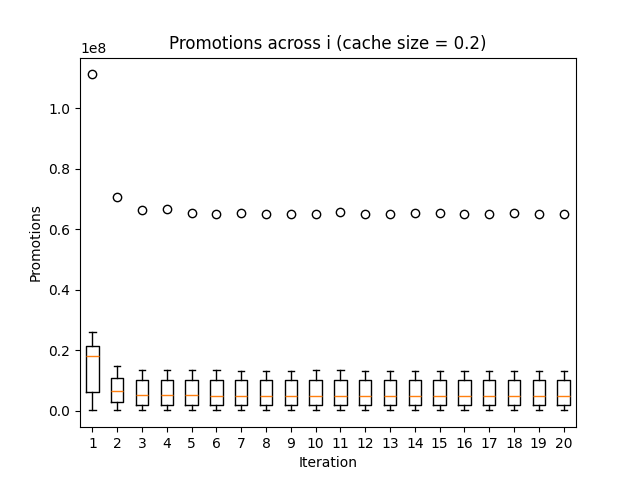 Promotions across i (cache size = 0.2)
1e8
1.0
0.8
0.6
0.4
0.2
0.0
Promotions
1 2 3 4 5 6 7 8 9 10 11 12 13 14 15 16 17 18 19 20
Iteration